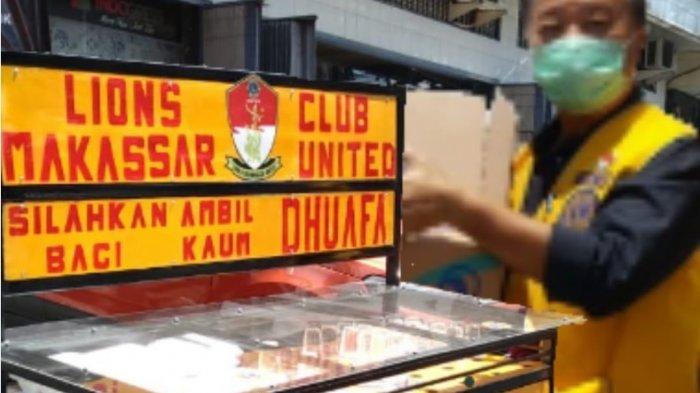 LIONS CLUB
MAKASSAR UNITED
SILAHKAN AMBIL DHUAFA
BAGI KAUM